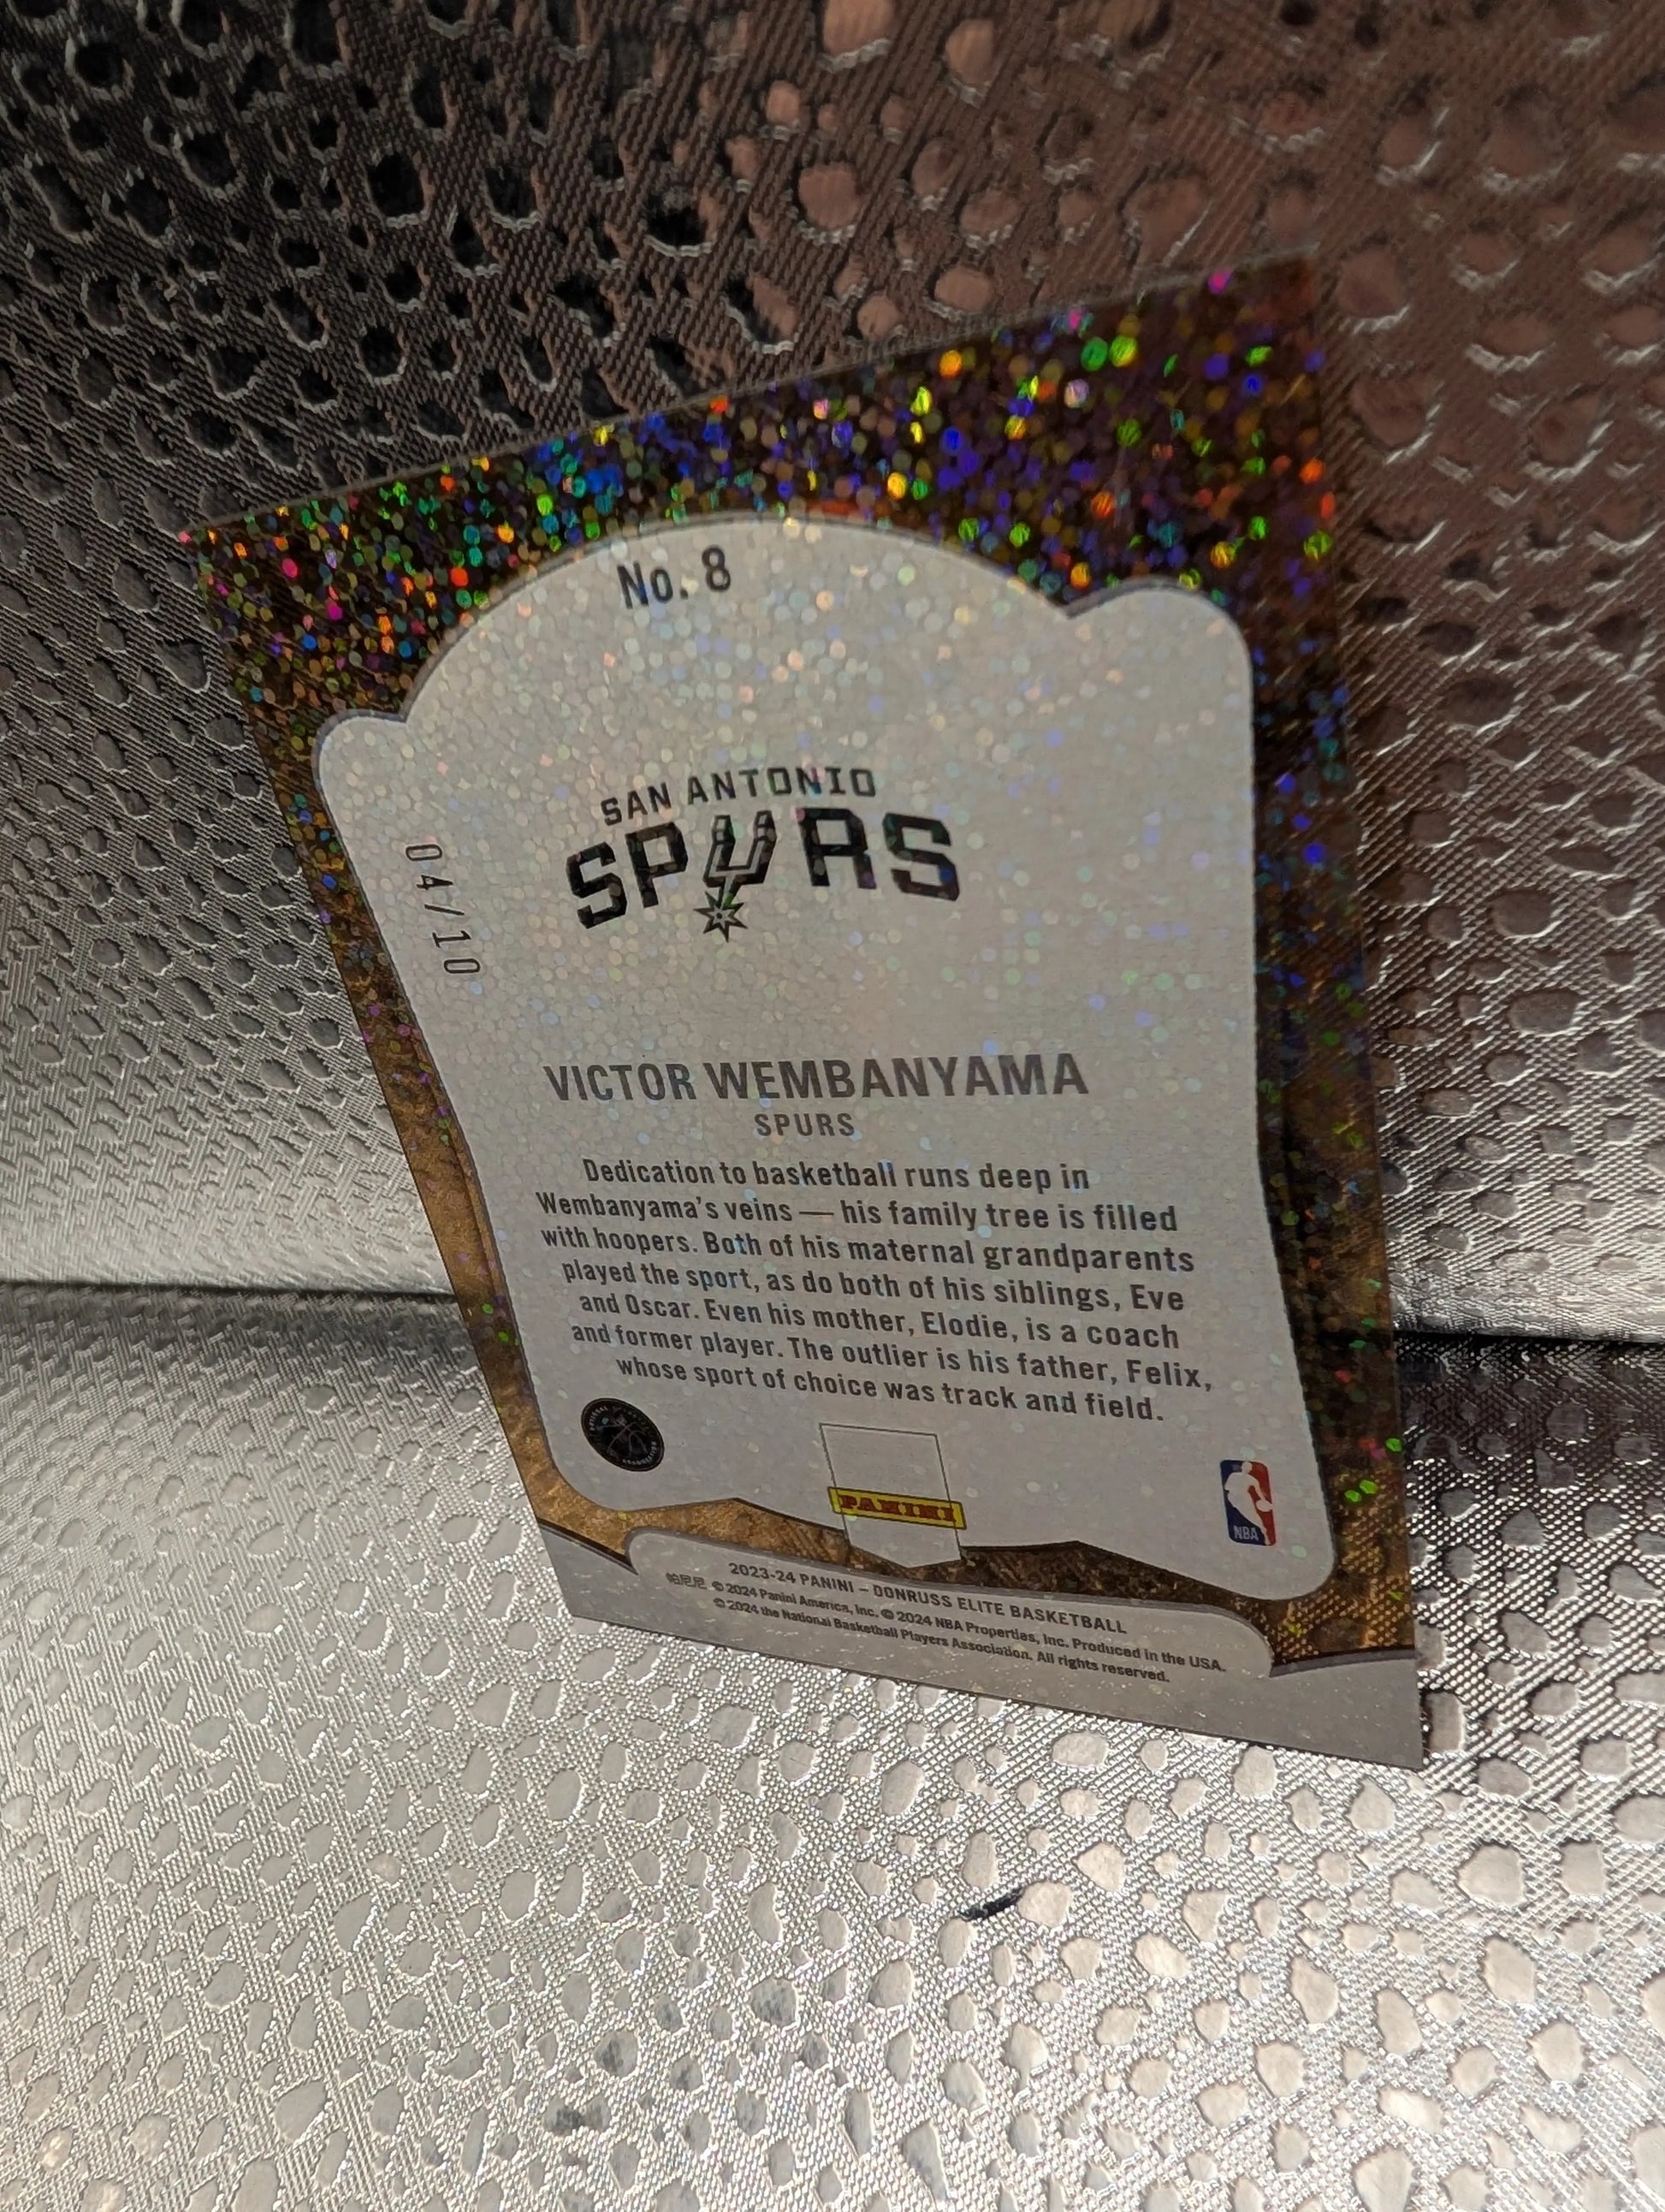 No. 8
SAN ANTONIO
SPURS
04/10
VICTOR WEMBANYAMA
SPURS
Dedication to basketball runs deep in
Wembanyama's veins — his family tree is filled
with hoopers. Both of his maternal grandparents
played the sport, as do both of his siblings, Eve
and Oscar. Even his mother, Elodie, is a coach
and former player. The outlier is his father, Felix,
whose sport of choice was track and field.
PANINI
NBA
2023-24 PANINI – DONRUSS ELITE BASKETBALL
帕尼尼 © 2024 Panini America, Inc. © 2024 NBA Properties, Inc. Produced in the USA.
© 2024 the National Basketball Players Association. All rights reserved.